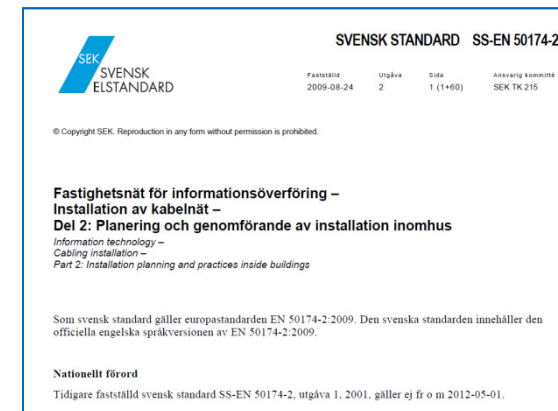 SEK
SVENSK
ELSTANDARD
SVENSK STANDARD SS-EN 50174-2
Fastställd Utgåva Sida Ansvarig kommitté
2009-08-24 2 1 (1+60) SEK TK 215
© Copyright SEK. Reproduction in any form without permission is prohibited.
Fastighetsnät för informationsöverföring –
Installation av kabelnät –
Del 2: Planering och genomförande av installation inomhus
Information technology –
Cabling installation –
Part 2: Installation planning and practices inside buildings
Som svensk standard gäller europastandarden EN 50174-2:2009. Den svenska standarden innehåller den
officiella engelska språkversionen av EN 50174-2:2009.
Nationellt förord
Tidigare fastställd svensk standard SS-EN 50174-2, utgåva 1, 2001, gäller ej fr o m 2012-05-01.